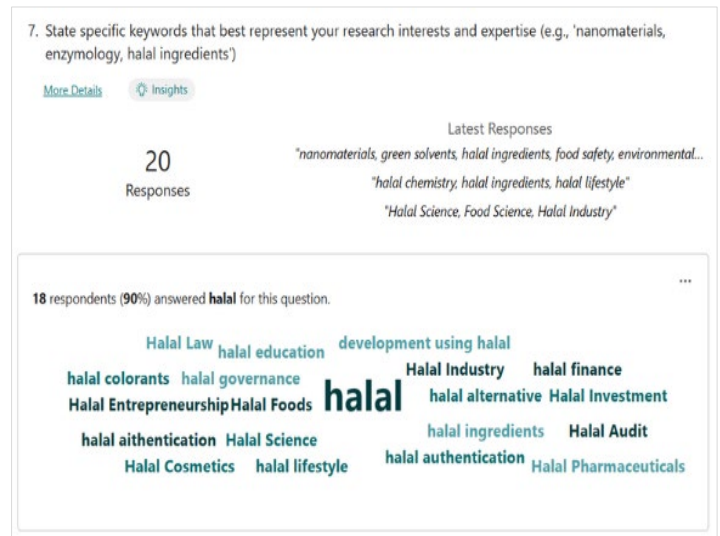 7. State specific keywords that best represent your research interests and expertise (e.g., 'nanomaterials,
enzymology, halal ingredients')
More Details
Insights
Latest Responses
20
Responses
"nanomaterials, green solvents, halal ingredients, food safety, environmental...
"halal chemistry, halal ingredients, halal lifestyle"
"Halal Science, Food Science, Halal Industry"
...
18 respondents (90%) answered halal for this question.
Halal Law halal education development using halal
halal colorants halal governance Halal Industry halal finance
Halal Entrepreneurship Halal Foods halal halal alternative Halal Investment
halal aithentication Halal Science halal ingredients Halal Audit
Halal Cosmetics halal lifestyle halal authentication Halal Pharmaceuticals